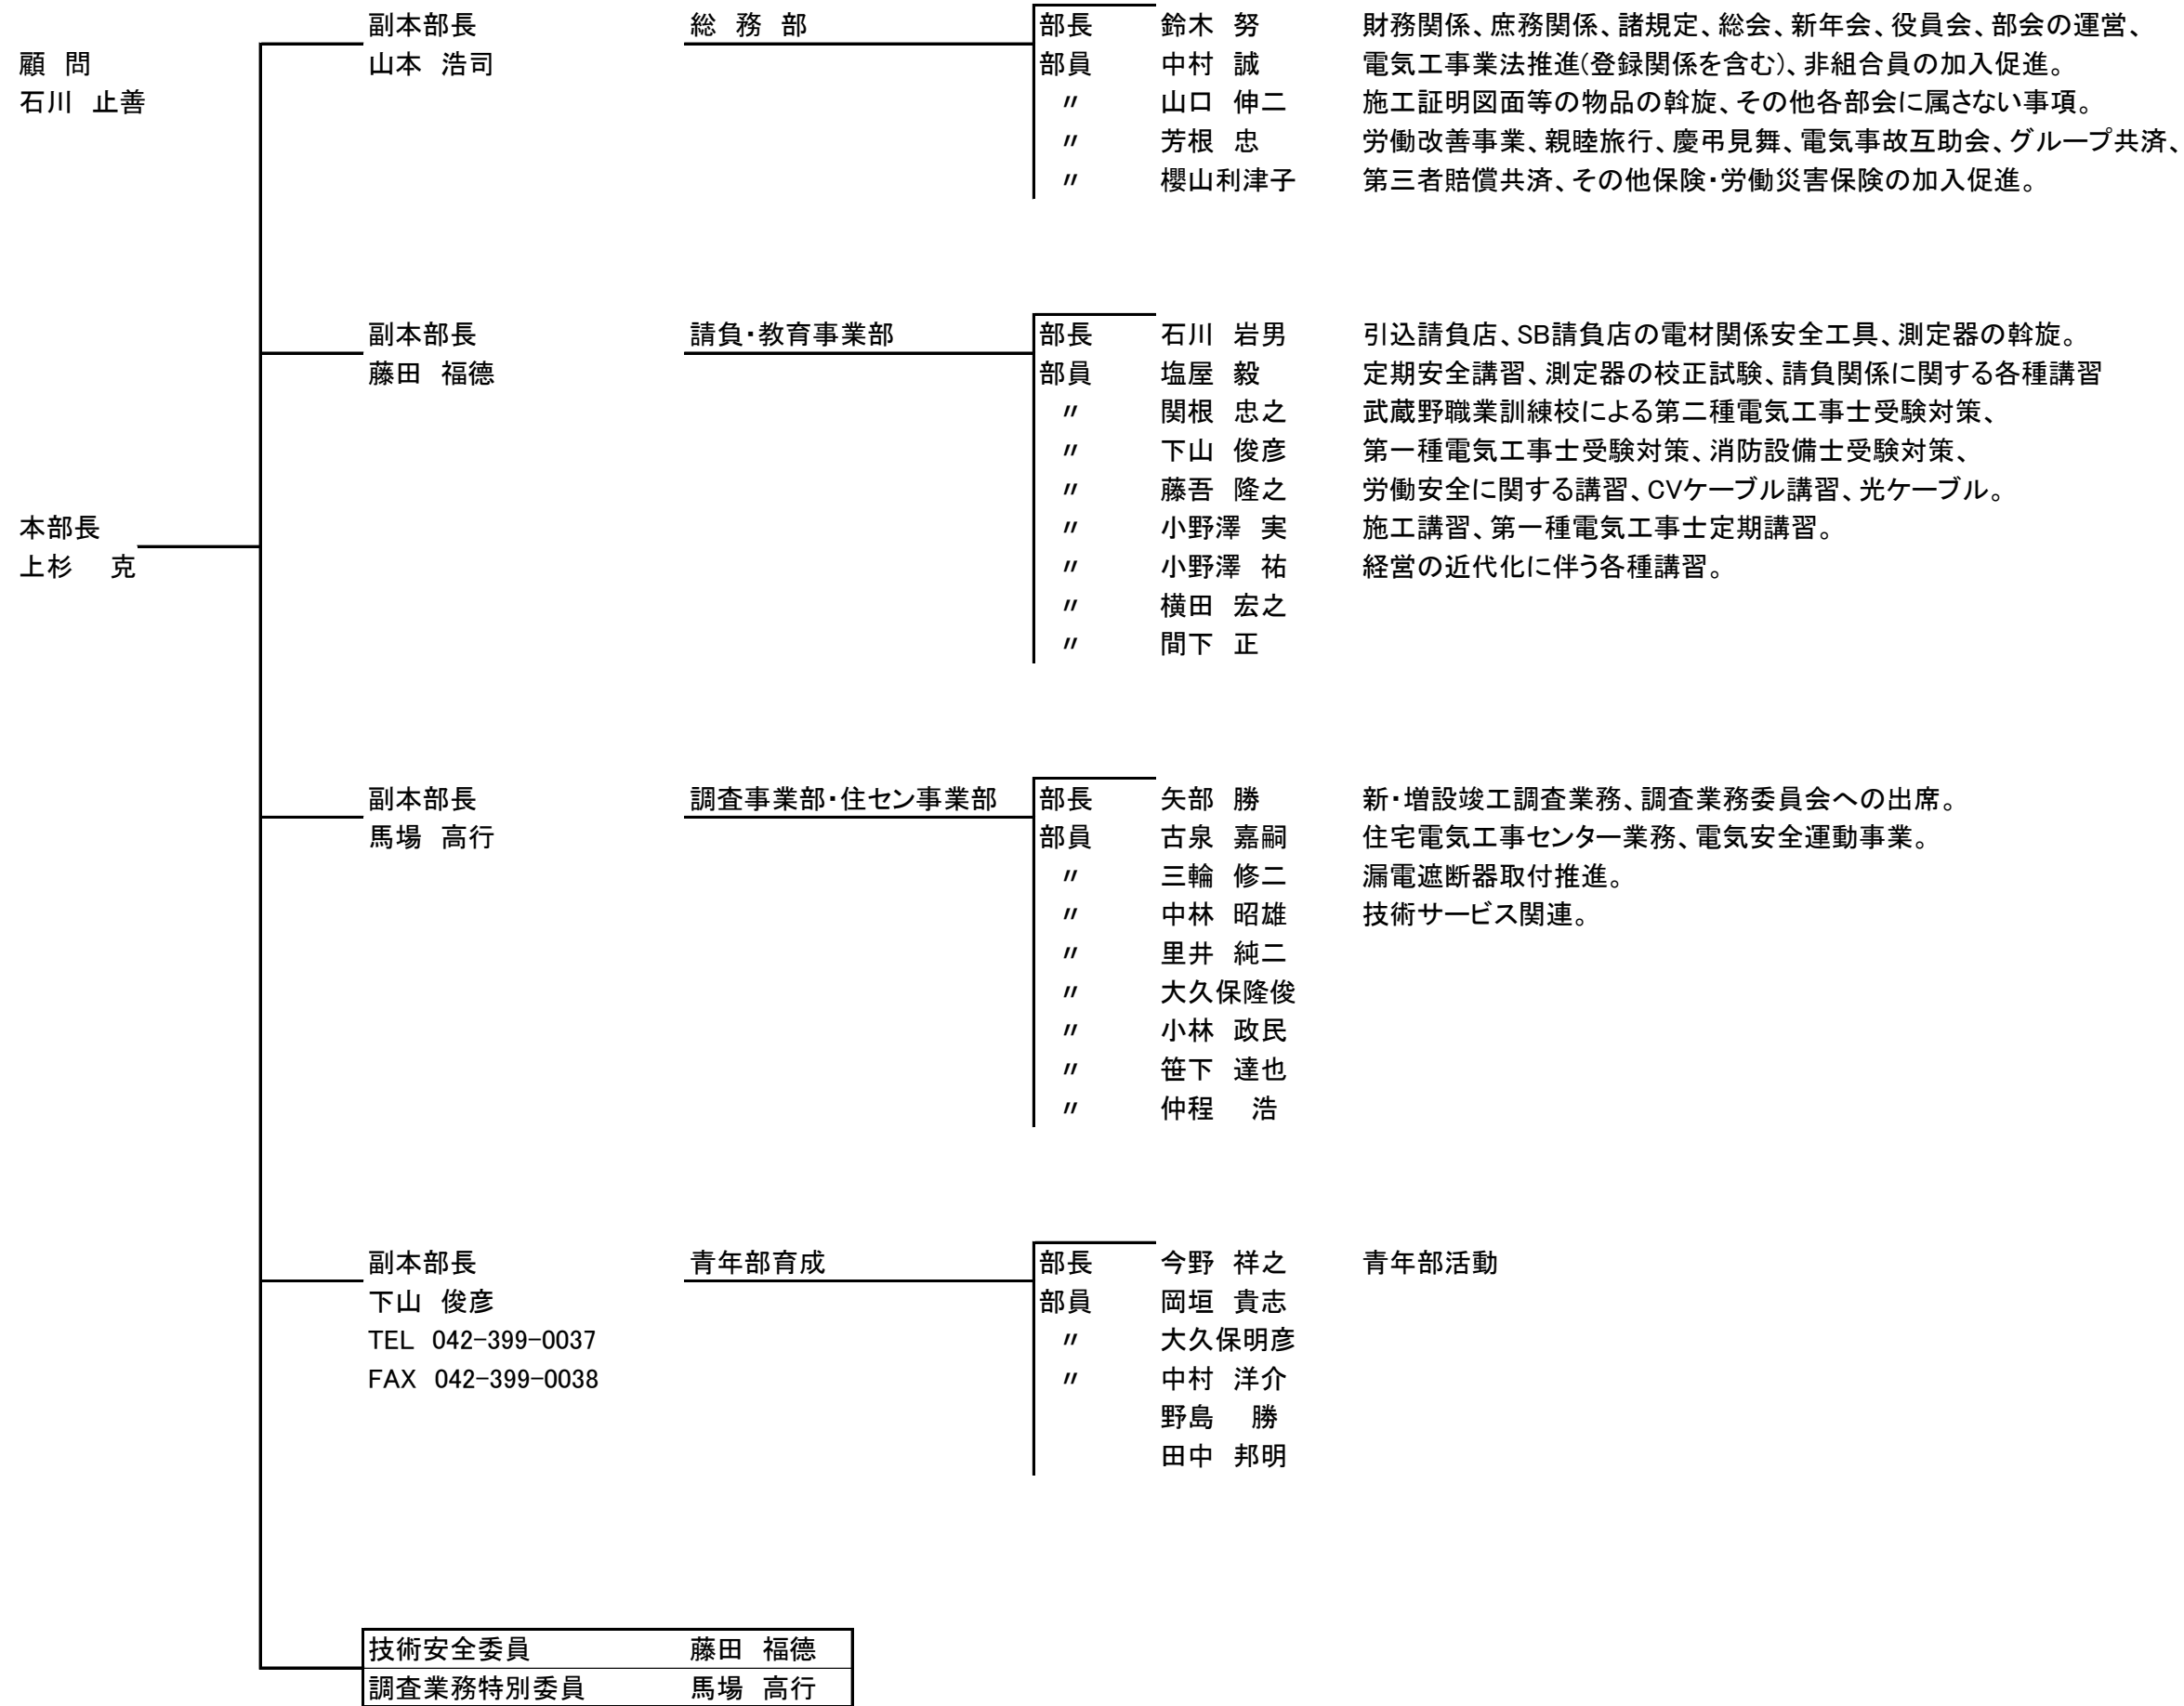 副本部長 総 務 部 部長 鈴木 努 財務関係、庶務関係、諸規定、総会、新年会、役員会、部会の運営、
顧 問 山本 浩司 部員 中村 誠 電気工事業法推進(登録関係を含む)、非組合員の加入促進。
石川 止善 〃 山口 伸二 施工証明図面等の物品の斡旋、その他各部会に属さない事項。
〃 芳根 忠 労働改善事業、親睦旅行、慶弔見舞、電気事故互助会、グループ共済、
〃 櫻山利津子 第三者賠償共済、その他保険・労働災害保険の加入促進。
副本部長 請負・教育事業部 部長 石川 岩男 引込請負店、SB請負店の電材関係安全工具、測定器の斡旋。
藤田 福德 部員 塩屋 毅 定期安全講習、測定器の校正試験、請負関係に関する各種講習
〃 関根 忠之 武蔵野職業訓練校による第二種電気工事士受験対策、
〃 下山 俊彦 第一種電気工事士受験対策、消防設備士受験対策、
〃 藤吾 隆之 労働安全に関する講習、CVケーブル講習、光ケーブル。
本部長 〃 小野澤 実 施工講習、第一種電気工事士定期講習。
上杉 克 〃 小野澤 祐 経営の近代化に伴う各種講習。
〃 横田 宏之
〃 間下 正
副本部長 調査事業部・住セン事業部 部長 矢部 勝 新・増設竣工調査業務、調査業務委員会への出席。
馬場 高行 部員 古泉 嘉嗣 住宅電気工事センター業務、電気安全運動事業。
〃 三輪 修二 漏電遮断器取付推進。
〃 中林 昭雄 技術サービス関連。
〃 里井 純二
〃 大久保隆俊
〃 小林 政民
〃 笹下 達也
〃 仲程 浩
副本部長 青年部育成 部長 今野 祥之 青年部活動
下山 俊彦 部員 岡垣 貴志
TEL 042-399-0037 〃 大久保明彦
FAX 042-399-0038 〃 中村 洋介
野島 勝
田中 邦明
技術安全委員 藤田 福德
調査業務特別委員 馬場 高行